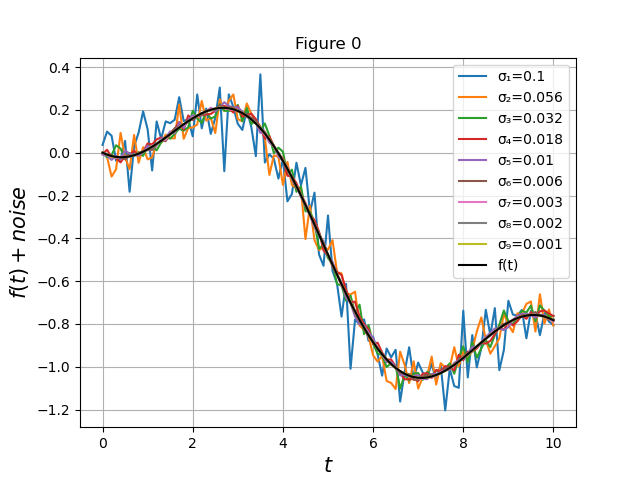 Figure 0
0.4
0.2
0.0
−0.2
−0.4
−0.6
−0.8
−1.0
−1.2
f(t) + noise
0 2 4 6 8 10
t
σ₁=0.1
σ₂=0.056
σ₃=0.032
σ₄=0.018
σ₅=0.01
σ₆=0.006
σ₇=0.003
σ₈=0.002
σ₉=0.001
f(t)